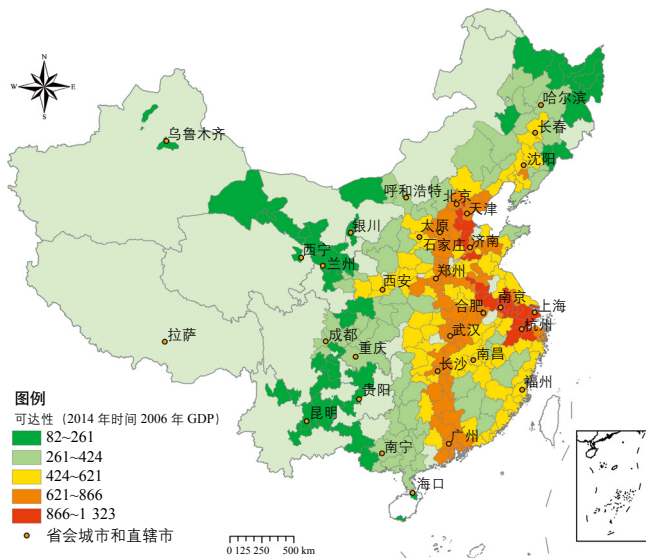 N
W
E
S
哈尔滨
长春
乌鲁木齐
沈阳
呼和浩特
北京
天津
银川
太原
石家庄
济南
西宁
兰州
郑州
西安
南京
上海
合肥
杭州
拉萨
成都
武汉
重庆
南昌
长沙
贵阳
福州
昆明
广州
南宁
海口
图例
可达性 (2014 年时间 2006 年 GDP)
82~261
261~424
424~621
621~866
866~1 323
省会城市和直辖市
0 125 250 500 km